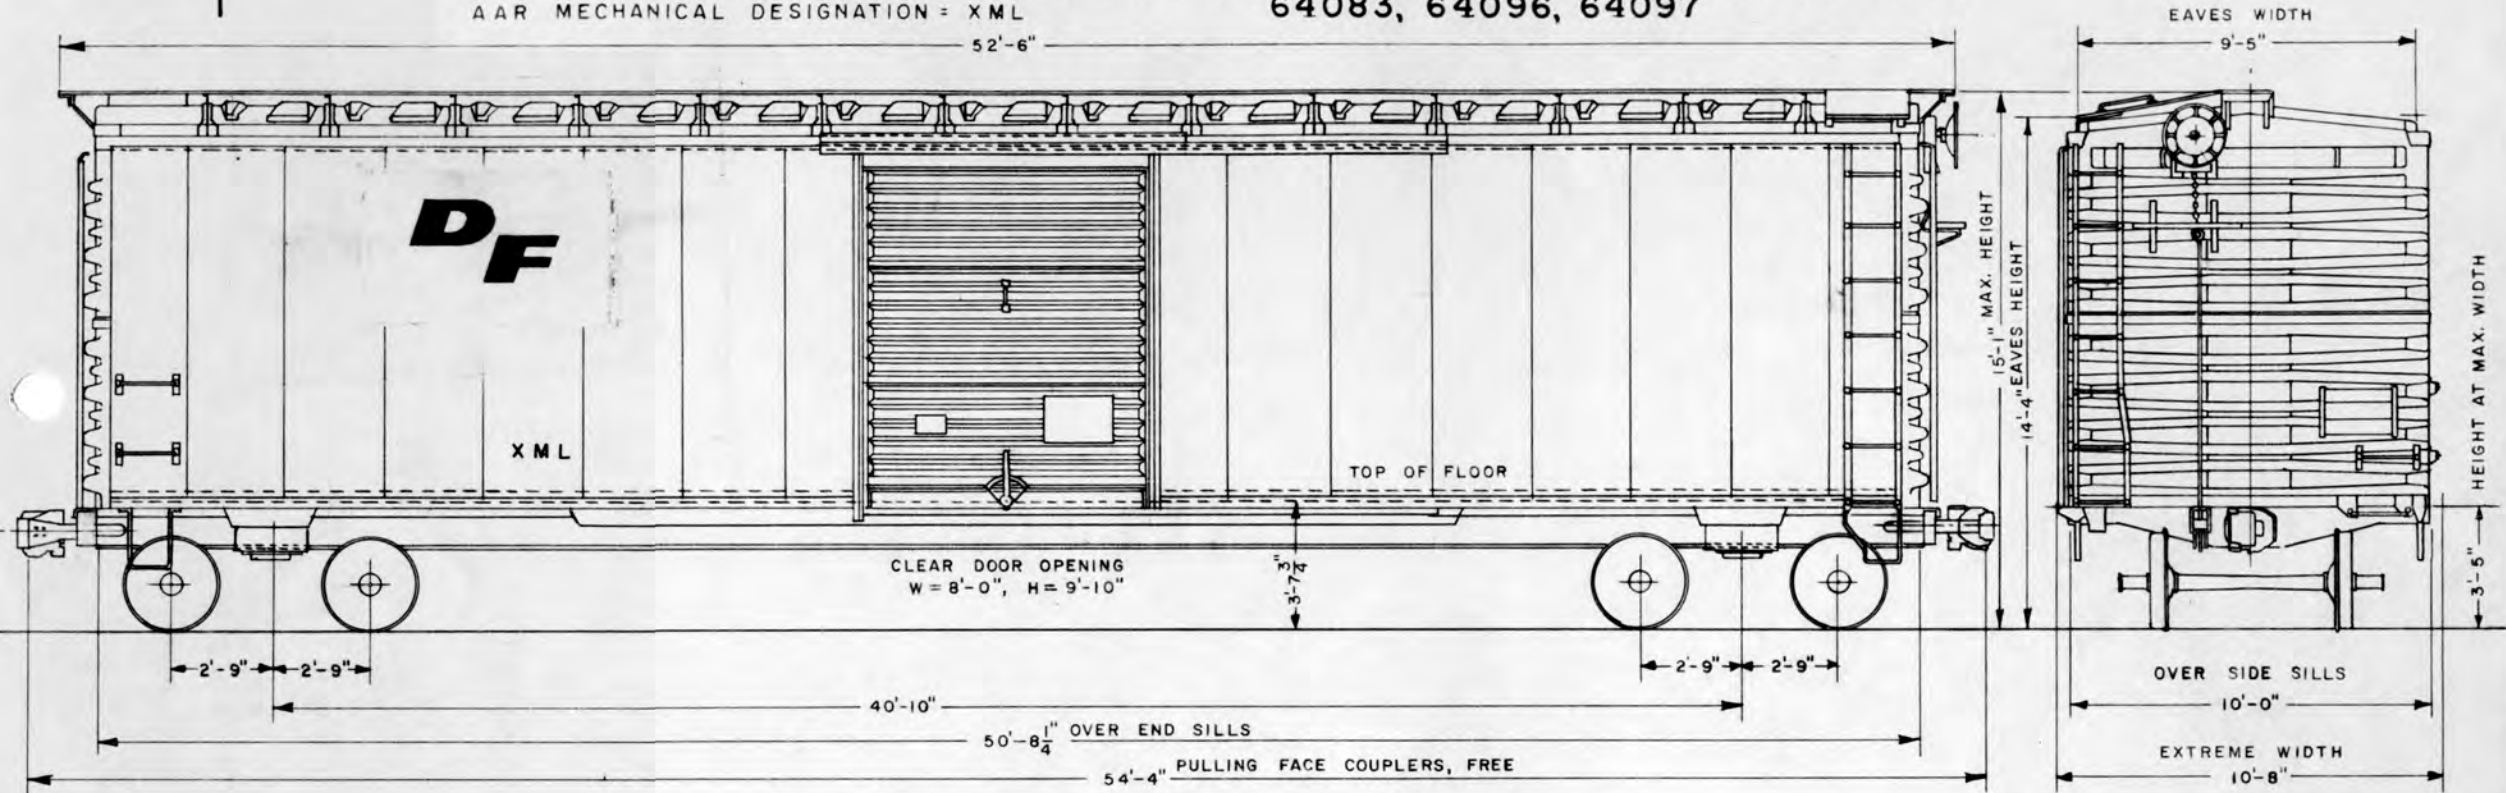 AAR MECHANICAL DESIGNATION = XML
64083, 64096, 64097
52'-6"
EAVES WIDTH
9'-5"
DF
XML
TOP OF FLOOR
15'-1" MAX. HEIGHT
14'-4" EAVES HEIGHT
HEIGHT AT MAX. WIDTH
3'-5"
CLEAR DOOR OPENING
W = 8'-0", H = 9'-10"
3'-7 3/4"
2'-9" 2'-9"
2'-9" 2'-9"
40'-10"
50'-8 1/4" OVER END SILLS
54'-4" PULLING FACE COUPLERS, FREE
OVER SIDE SILLS
10'-0"
EXTREME WIDTH
10'-8"